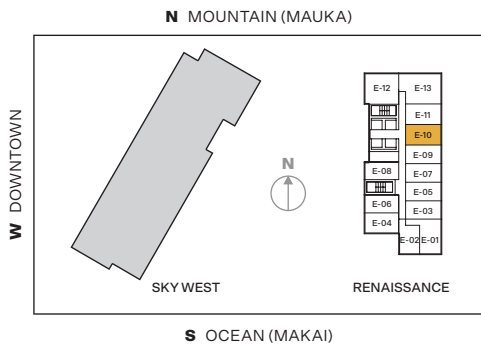 N MOUNTAIN (MAUKA)
W DOWNTOWN
E-12 E-13
E-11
E-10
E-09
E-08 E-07
E-05
E-06 E-03
E-04
E-02 E-01
N
SKY WEST
RENAISSANCE
S OCEAN (MAKAI)